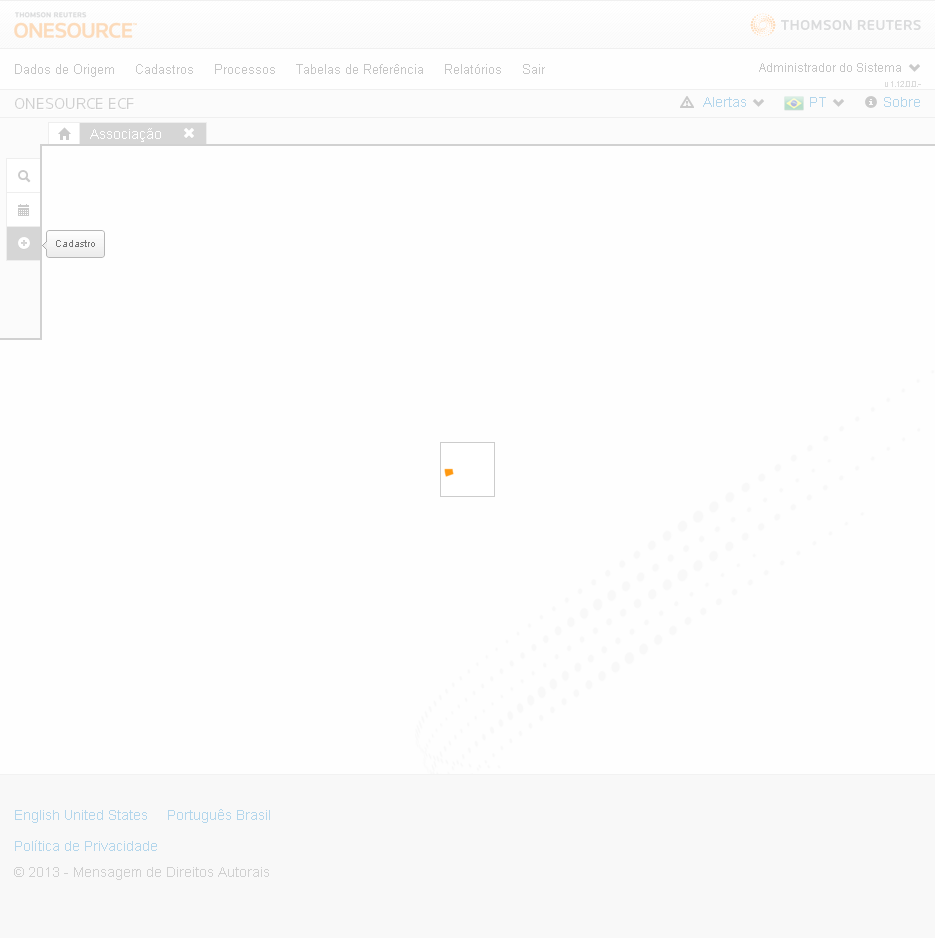 THOMSON REUTERS
ONESOURCE™
THOMSON REUTERS
Dados de Origem Cadastros Processos Tabelas de Referência Relatórios Sair
Administrador do Sistema
v 1.12.0.0 -
ONESOURCE ECF
Alertas PT Sobre
Associação
Cadastro
English United States Português Brasil
Política de Privacidade
© 2013 - Mensagem de Direitos Autorais